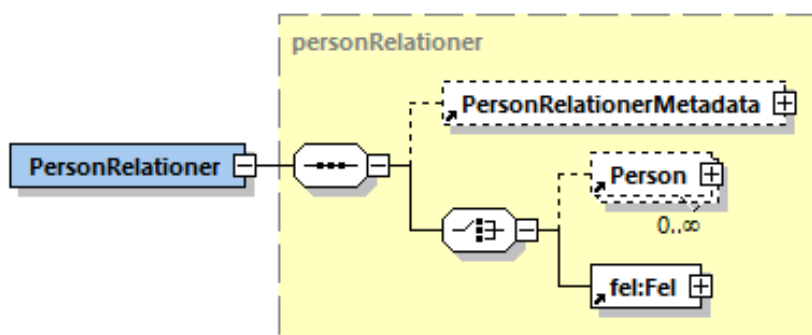 personRelationer
PersonRelationerMetadata
PersonRelationer
Person
0..∞
fel:Fel